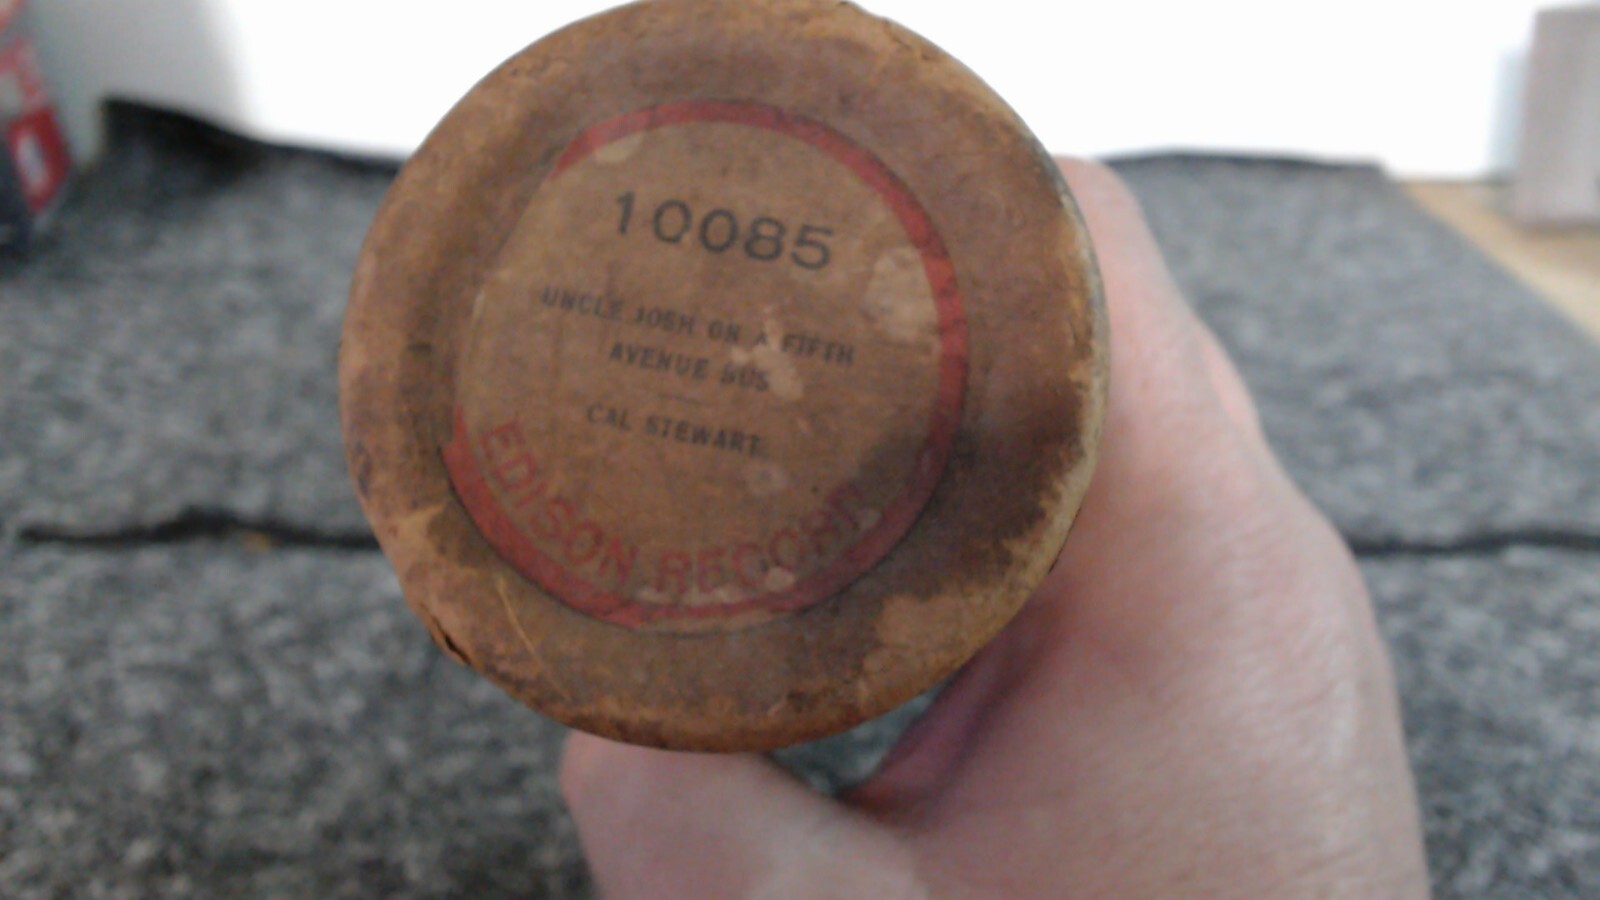 10085
UNCLE JOSH ON A FIFTH
AVENUE BUS
CAL STEWART
EDISON RECORD